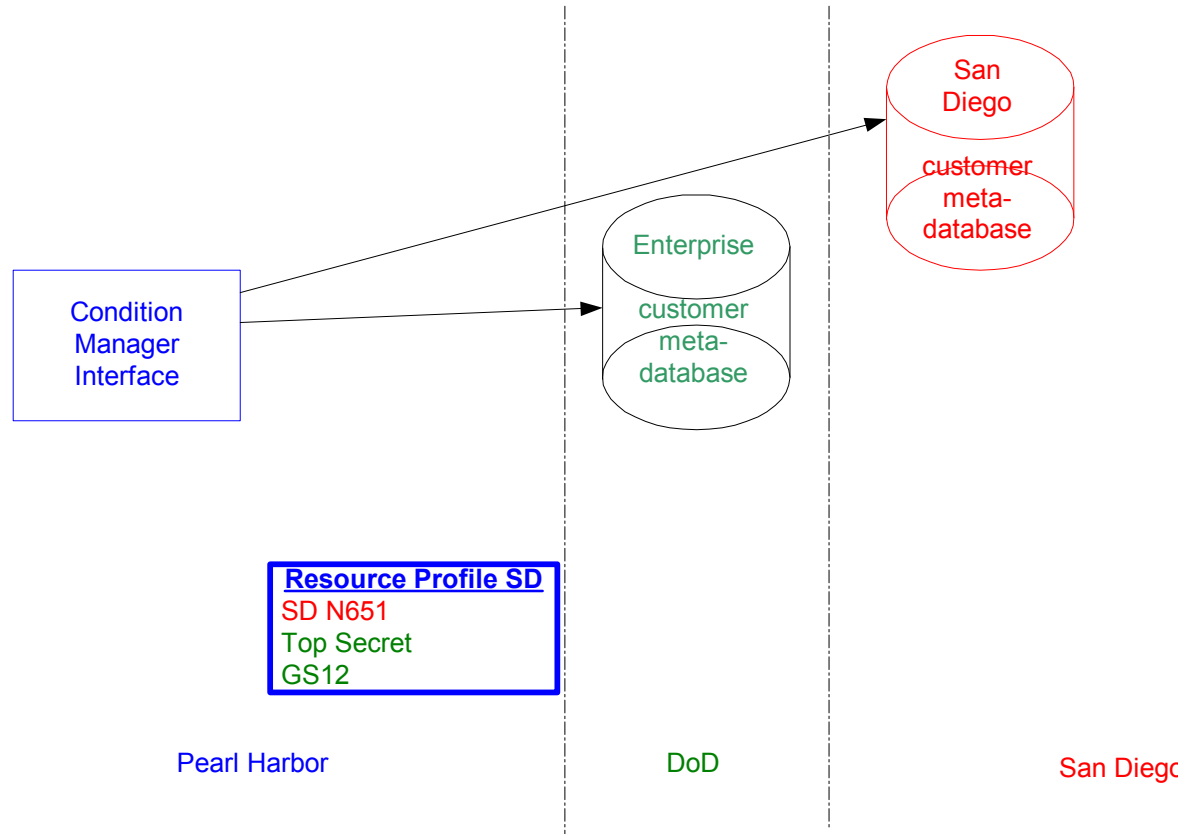 San
Diego
customer
meta-
database
Enterprise
customer
meta-
database
Condition
Manager
Interface
Resource Profile SD
SD N651
Top Secret
GS12
Pearl Harbor
DoD
San Diego